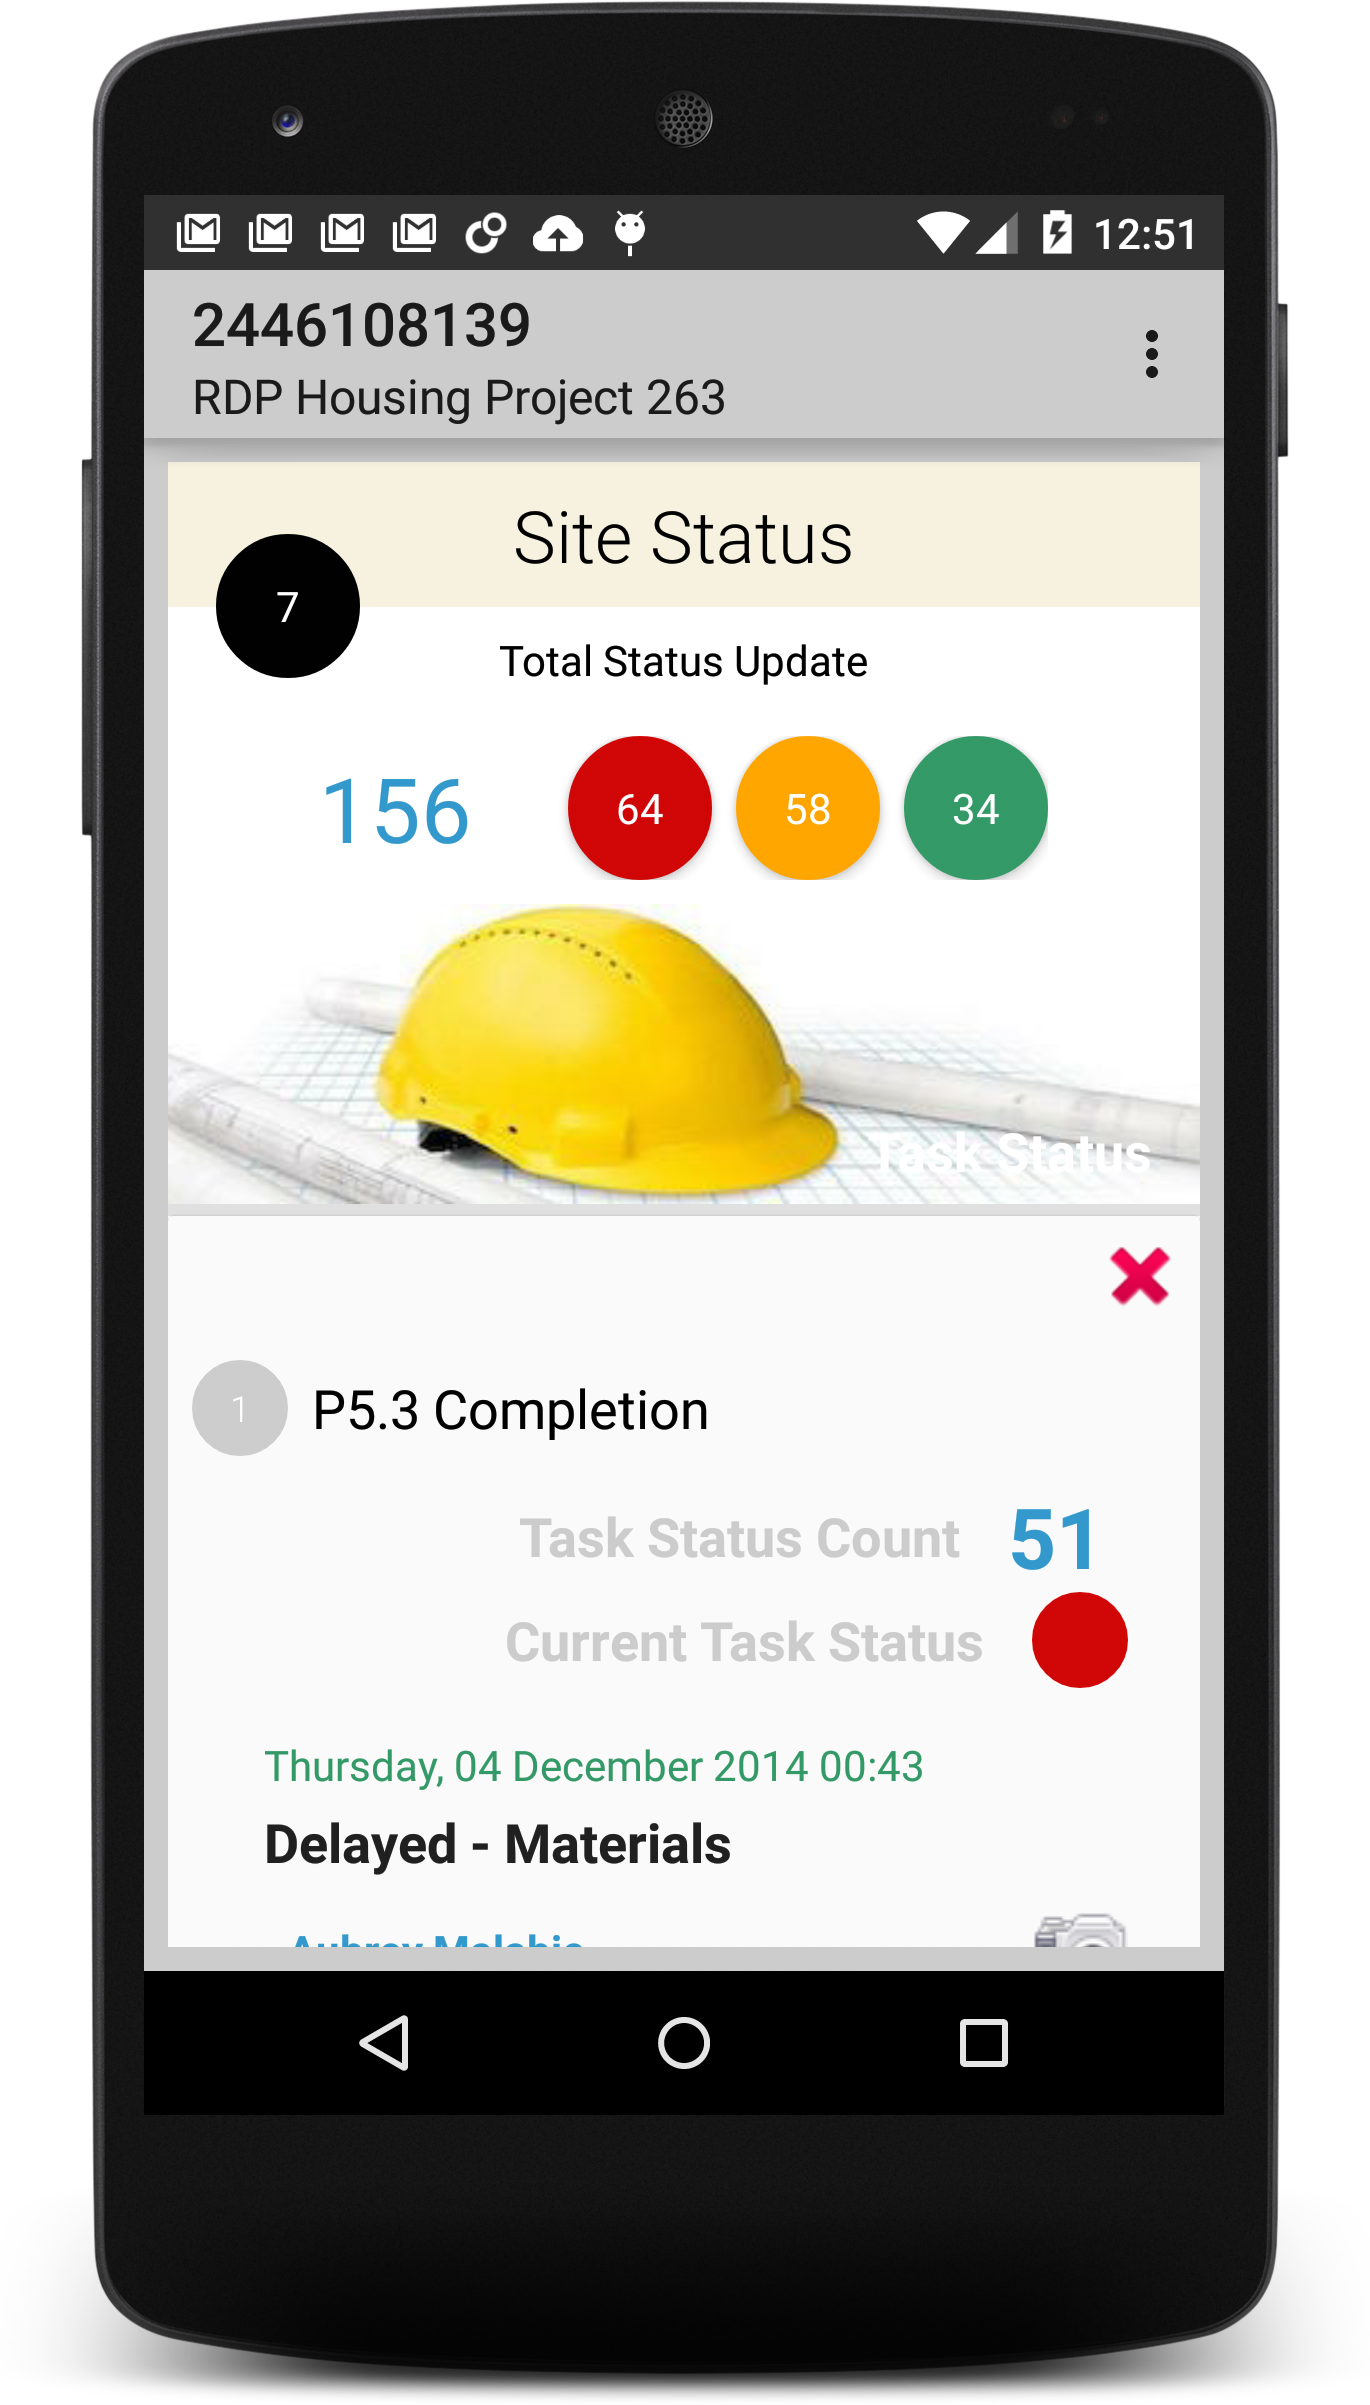 12:51
2446108139
RDP Housing Project 263
Site Status
7
Total Status Update
156 64 58 34
Task Status
1 P5.3 Completion
Task Status Count 51
Current Task Status
Thursday, 04 December 2014 00:43
Delayed - Materials